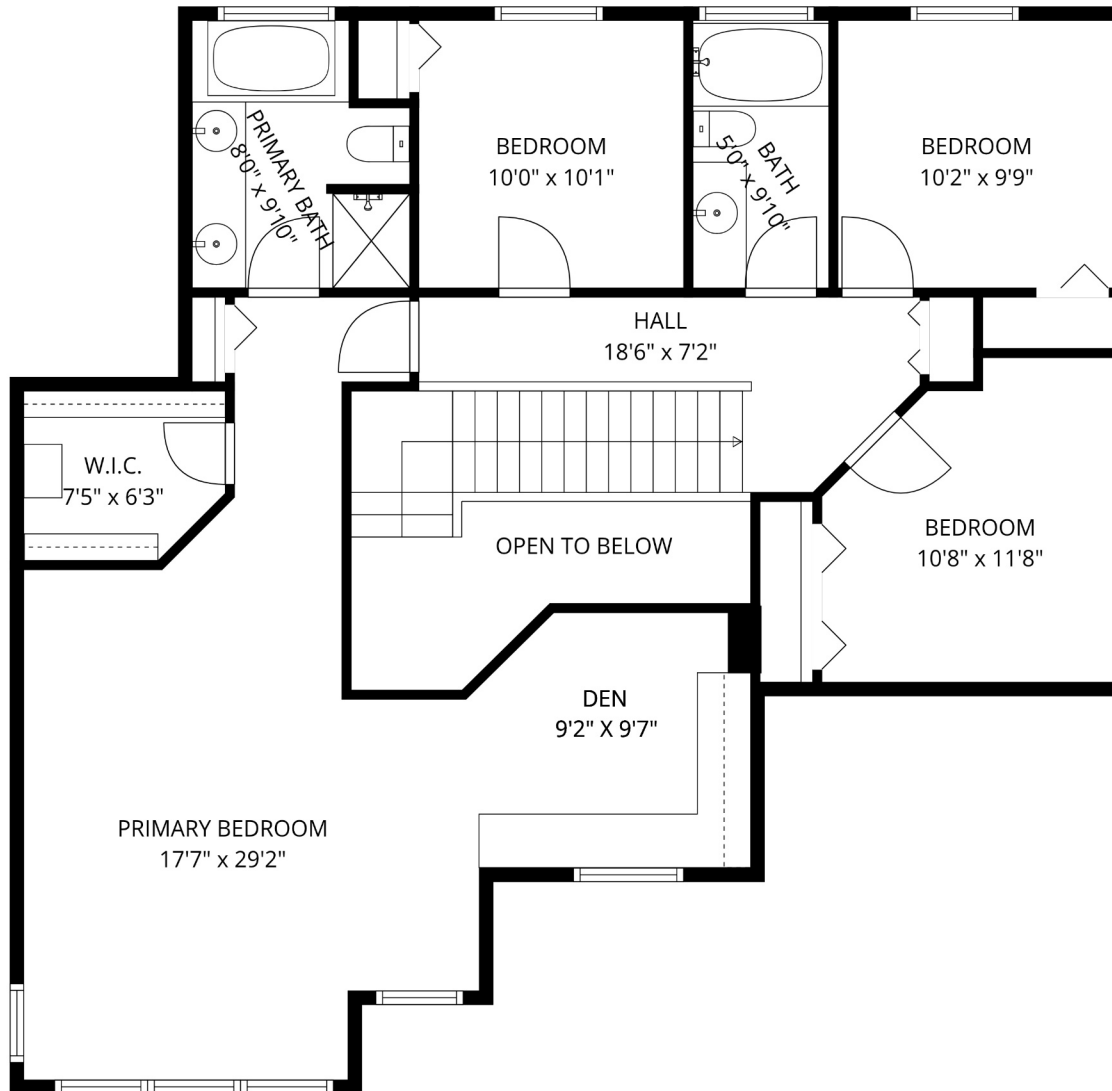 PRIMARY BATH
8'0" x 9'10"
BEDROOM
10'0" x 10'1"
BATH
5'0" x 9'10"
BEDROOM
10'2" x 9'9"
HALL
18'6" x 7'2"
W.I.C.
7'5" x 6'3"
OPEN TO BELOW
BEDROOM
10'8" x 11'8"
DEN
9'2" X 9'7"
PRIMARY BEDROOM
17'7" x 29'2"